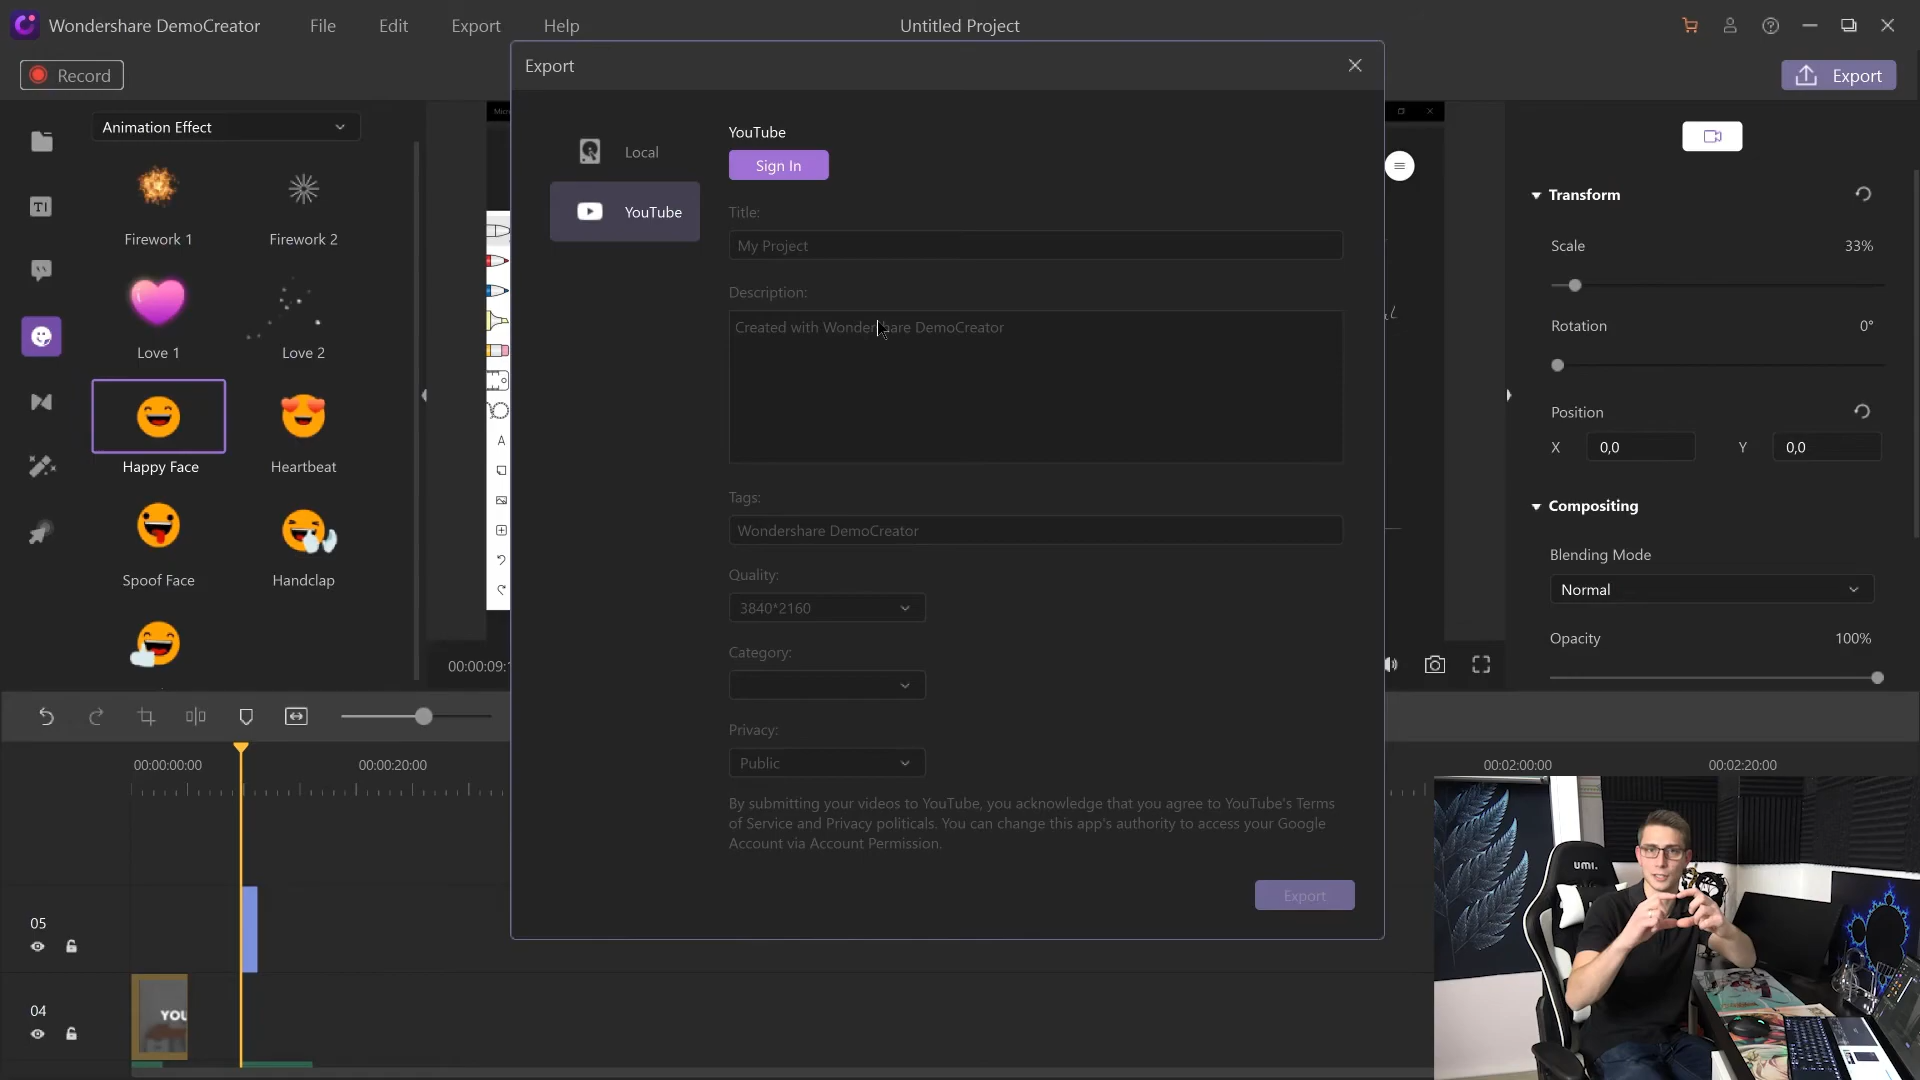 Wondershare DemoCreator
File
Edit
Export
Help
Untitled Project
Record
Export
Export
Animation Effect
Firework 1
Firework 2
Love 1
Love 2
Happy Face
Heartbeat
Spoof Face
Handclap
Local
YouTube
YouTube
Sign In
Title:
My Project
Description:
Created with Wondershare DemoCreator
Tags:
Wondershare DemoCreator
Quality:
3840*2160
Category:
Privacy:
Public
By submitting your videos to YouTube, you acknowledge that you agree to YouTube's Terms
of Service and Privacy politicals. You can change this app's authority to access your Google
Account via Account Permission.
Export
Transform
Scale
33%
Rotation
0°
Position
X
0,0
Y
0,0
Compositing
Blending Mode
Normal
Opacity
100%
00:00:00:00
00:00:20:00
00:02:00:00
00:02:20:00
05
04
YOU
umi.